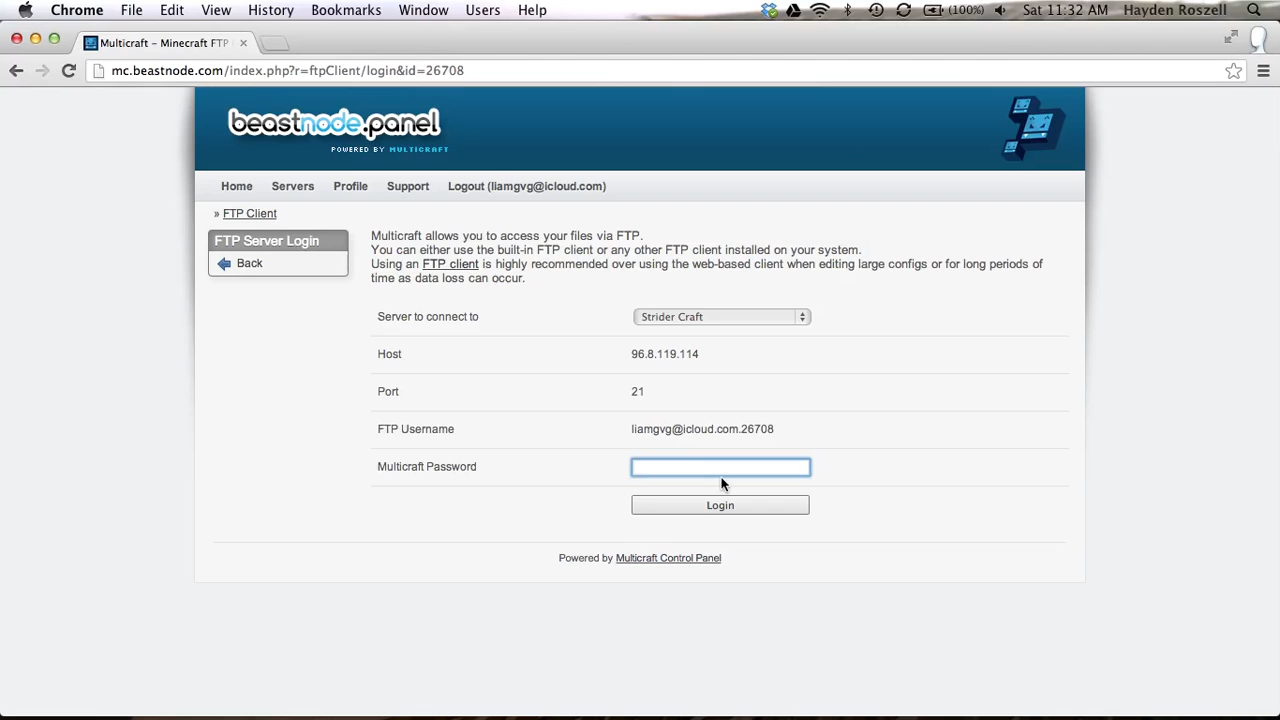 Chrome File Edit View History Bookmarks Window Users Help (100%) Sat 11:32 AM Hayden Roszell
Multicraft – Minecraft FTP
mc.beastnode.com/index.php?r=ftpClient/login&id=26708
beastnode.panel
POWERED BY MULTICRAFT
Home Servers Profile Support Logout (liamgvg@icloud.com)
» FTP Client
FTP Server Login
Back
Multicraft allows you to access your files via FTP.
You can either use the built-in FTP client or any other FTP client installed on your system.
Using an FTP client is highly recommended over using the web-based client when editing large configs or for long periods of
time as data loss can occur.
Server to connect to Strider Craft
Host 96.8.119.114
Port 21
FTP Username liamgvg@icloud.com.26708
Multicraft Password
Login
Powered by Multicraft Control Panel